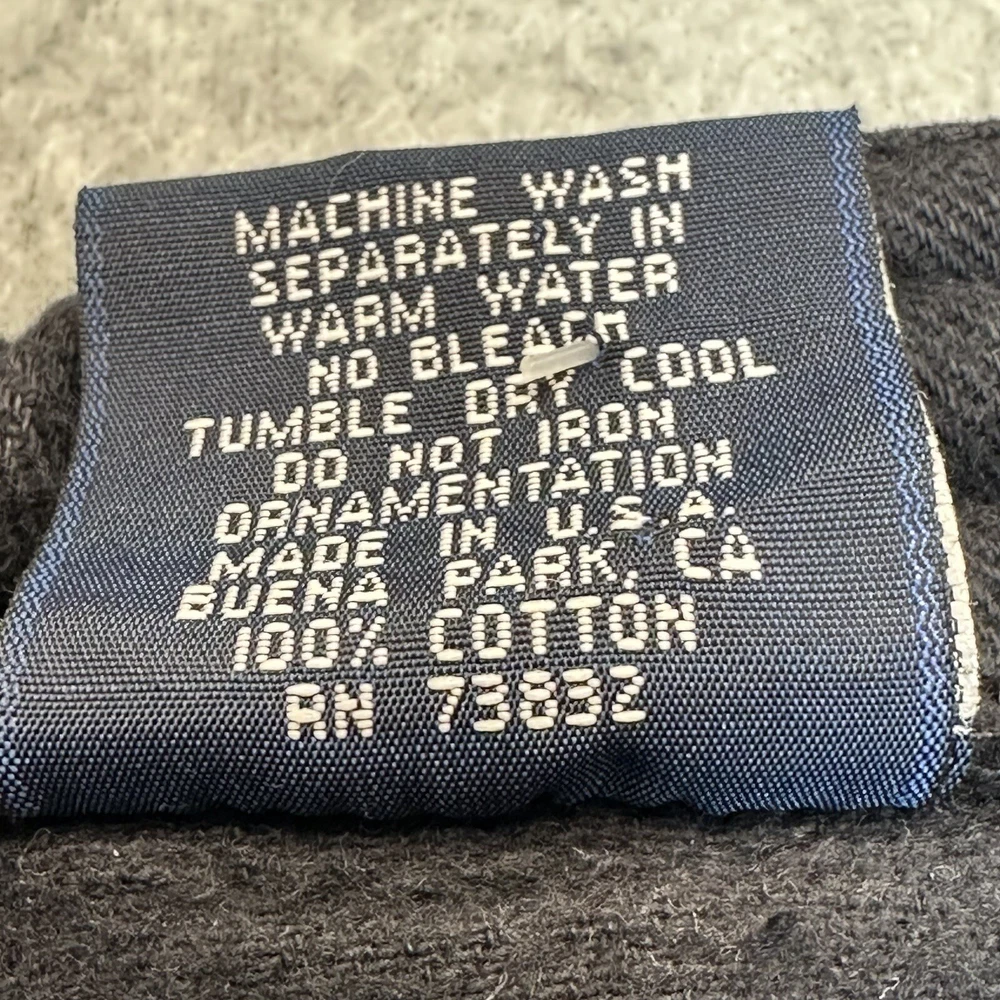 MACHINE WASH
SEPARATELY IN
WARM WATER
NO BLEACH
TUMBLE DRY COOL
DO NOT IRON
ORNAMENTATION
MADE IN U.S.A.
BUENA PARK, CA
100% COTTON
RN 73832